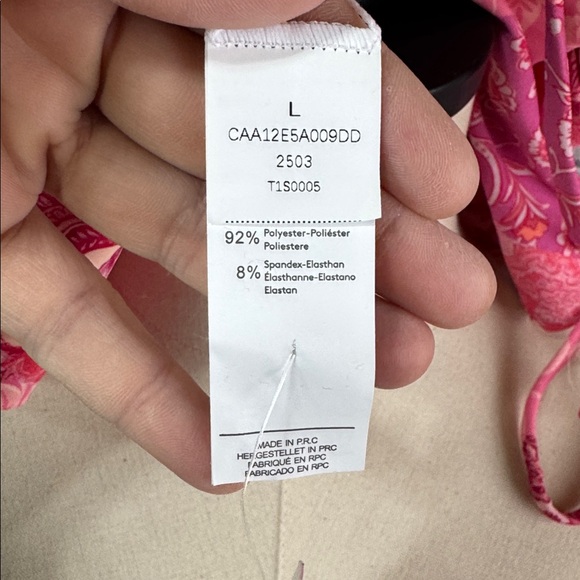 L
CAA12E5A009DD
2503
T1S0005
92% Polyester-Poliéster
Poliestere
8% Spandex-Elasthan
Élasthanne-Elastano
Elastan
MADE IN P.R.C
HERGESTELLET IN PRC
FABRIQUÉ EN RPC
FABRICADO EN RPC